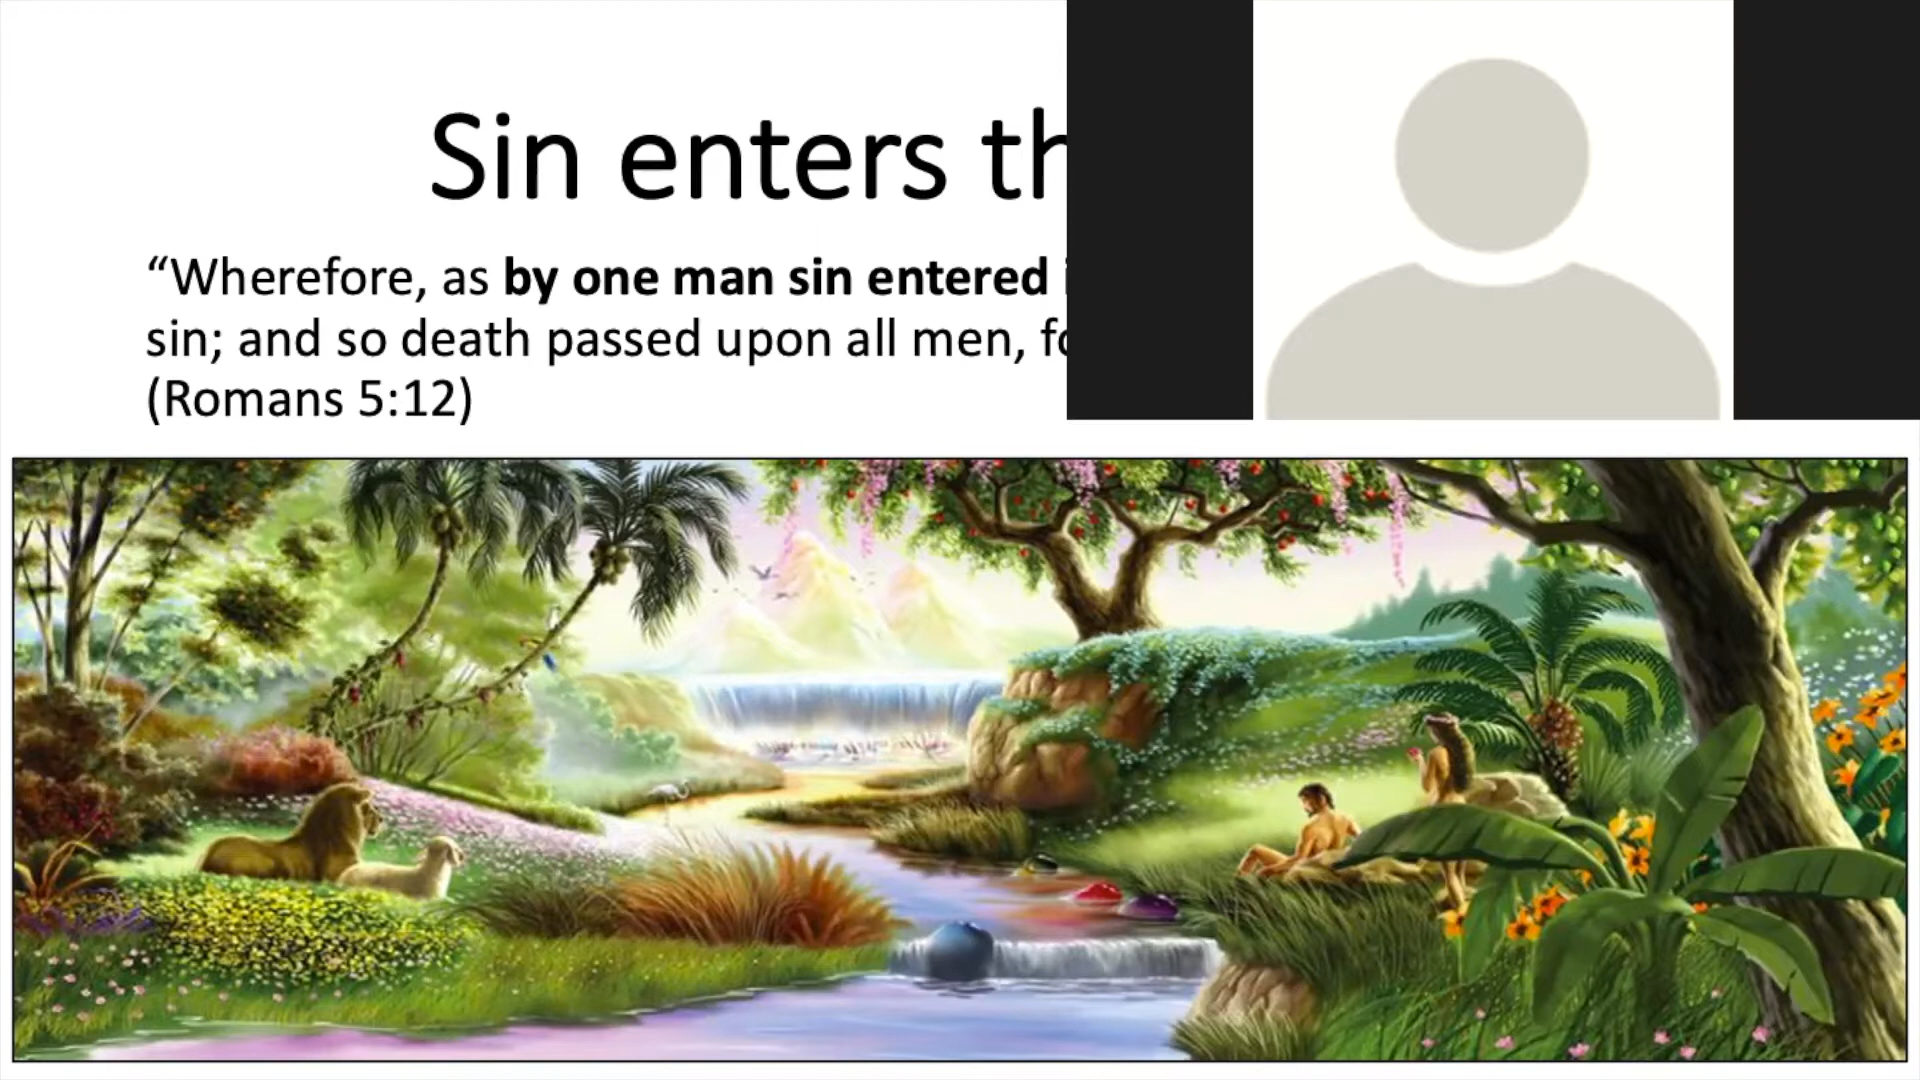 Sin enters th
“Wherefore, as by one man sin entered
sin; and so death passed upon all men,
(Romans 5:12)